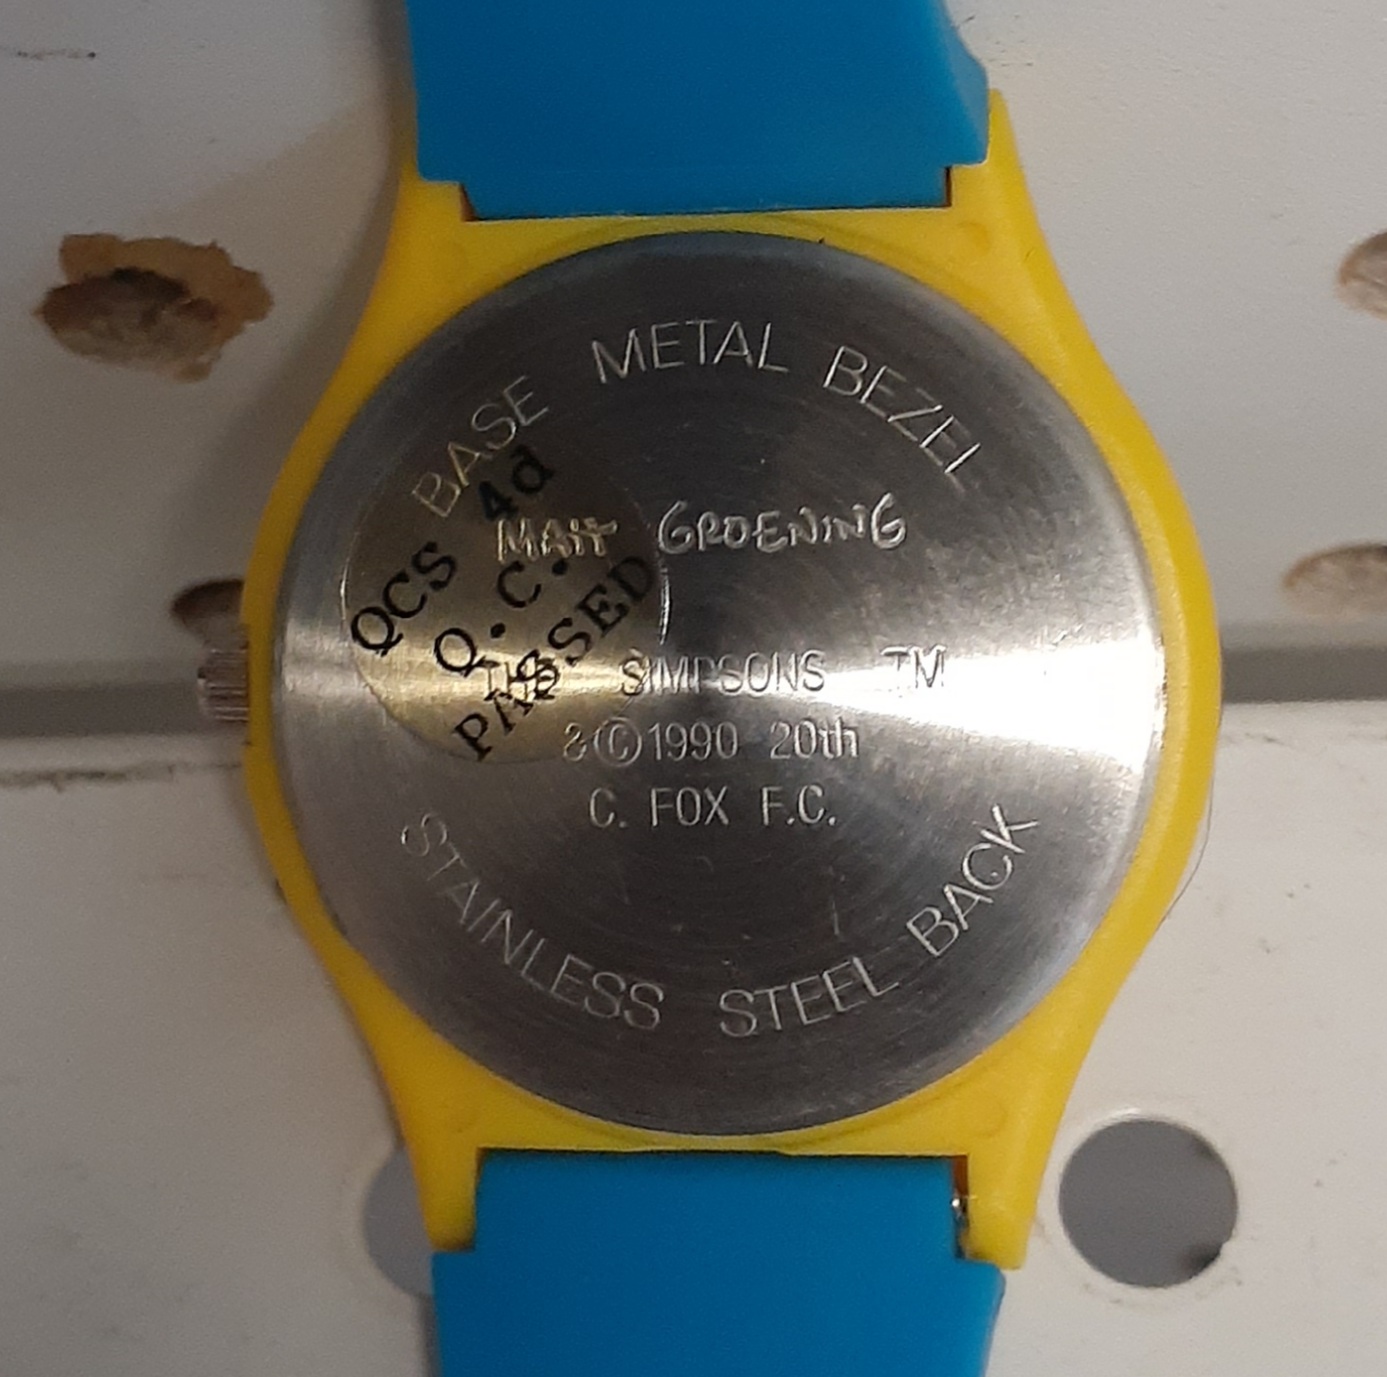 BASE METAL BEZEL
MATT GROENING
THE SIMPSONS TM
&©1990 20th
C. FOX F.C.
STAINLESS STEEL BACK
QCS 4d
Q.C.
PASSED